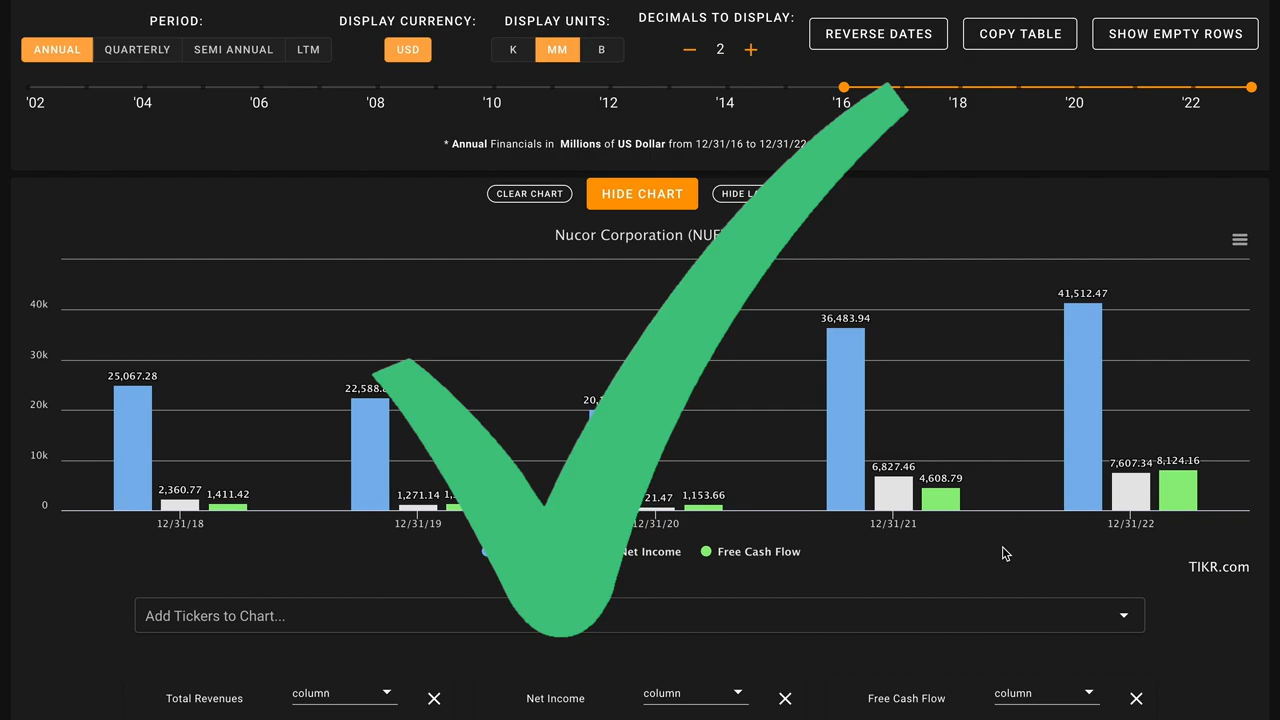 PERIOD: DISPLAY CURRENCY: DISPLAY UNITS: DECIMALS TO DISPLAY:
ANNUAL QUARTERLY SEMI ANNUAL LTM USD K MM B 2 REVERSE DATES COPY TABLE SHOW EMPTY ROWS
'02 '04 '06 '08 '10 '12 '14 '16 '18 '20 '22
* Annual Financials in Millions of US Dollar from 12/31/16 to 12/31/22
CLEAR CHART HIDE CHART HIDE
Nucor Corporation
41,512.47
40k
36,483.94
30k
25,067.28
22,588.
20k
10k
7,607.34 8,124.16
6,827.46
2,360.77 1,411.42 1,271.14 21.47 1,153.66 4,608.79
0
12/31/18 12/31/19 12/31/20 12/31/21 12/31/22
Net Income Free Cash Flow
TIKR.com
Add Tickers to Chart...
Total Revenues column Net Income column Free Cash Flow column